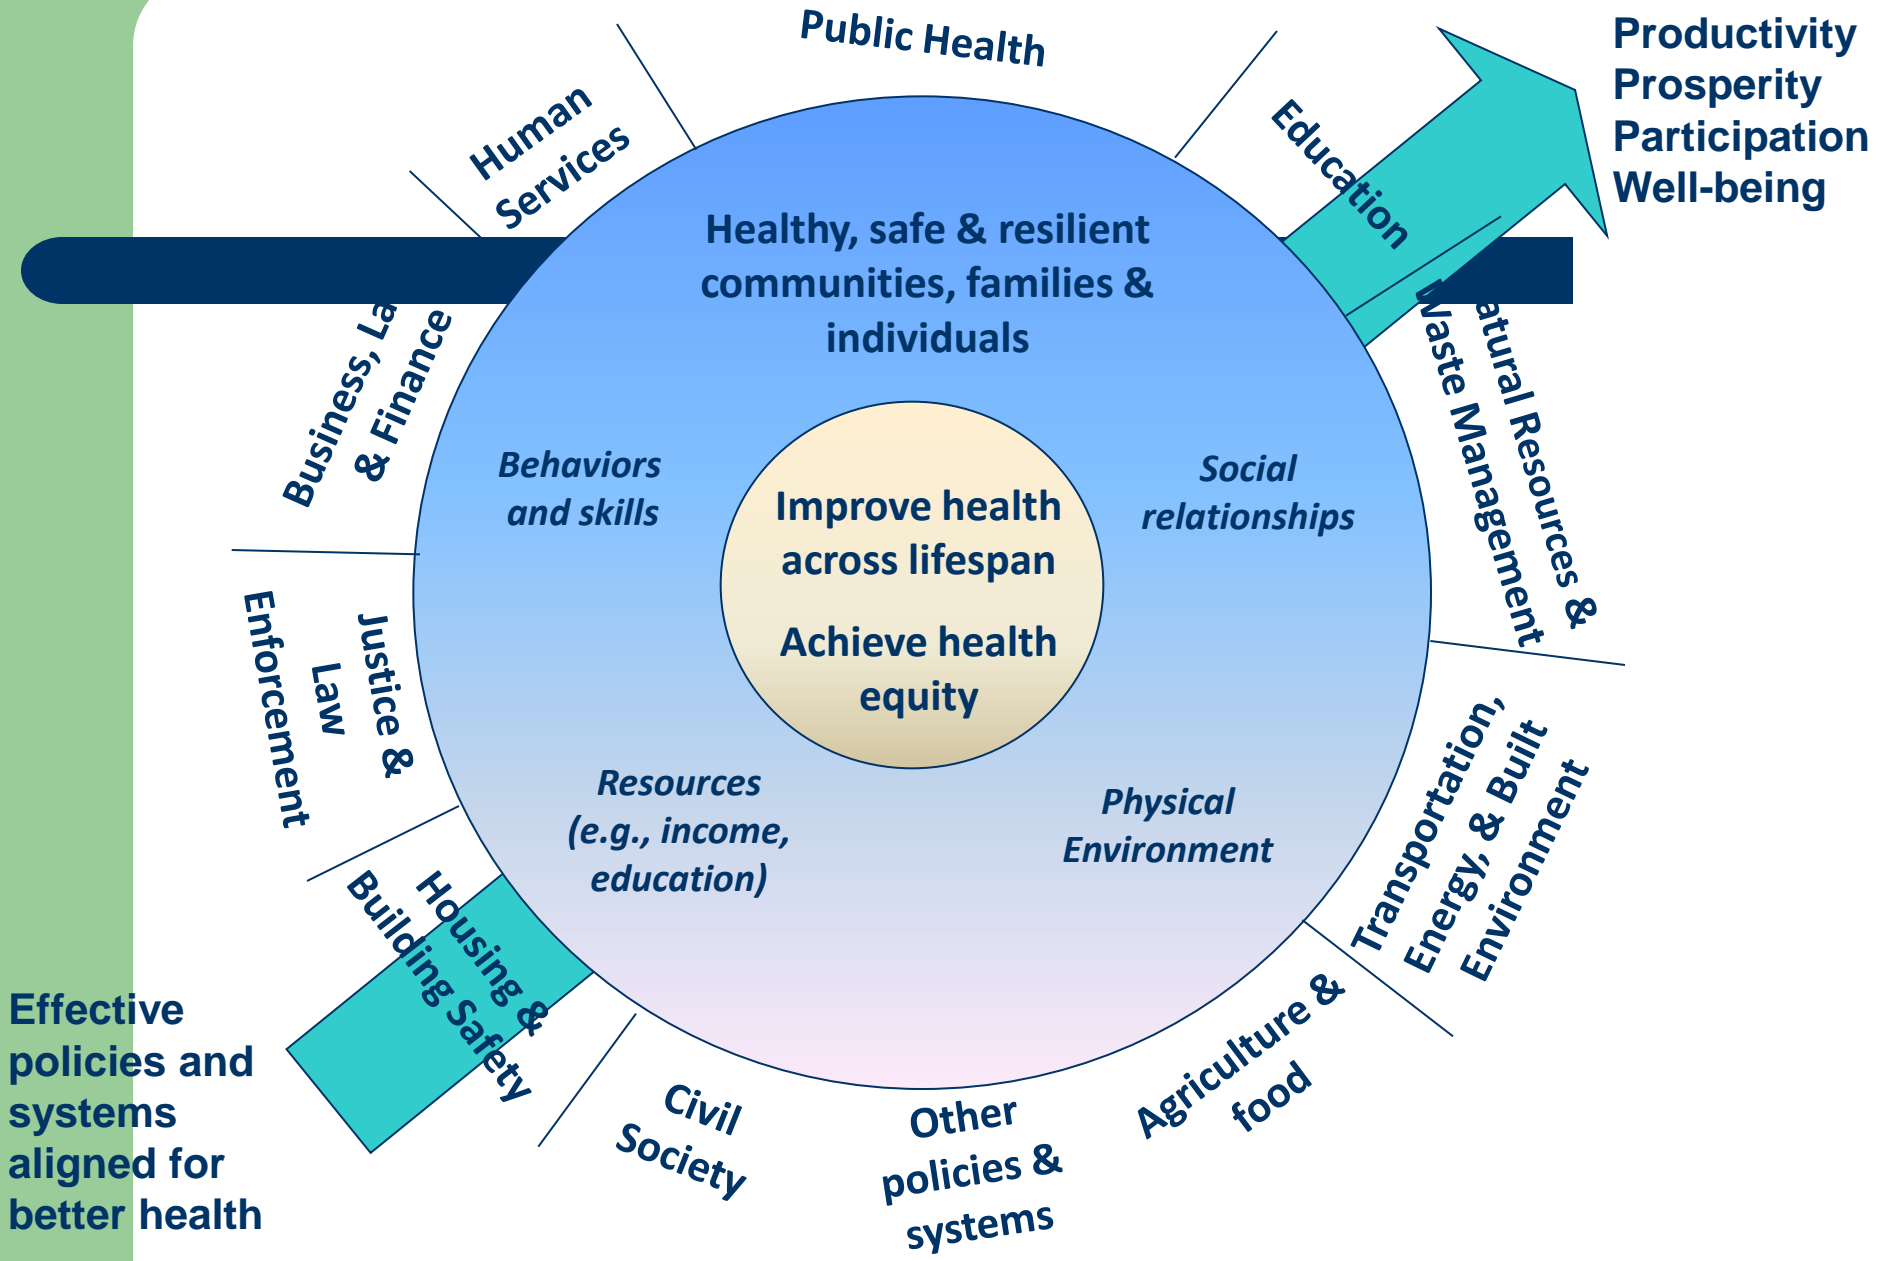 Public Health
Productivity
Prosperity
Participation
Well-being
Human
Services
Education
Healthy, safe & resilient
communities, families &
individuals
Business,
& Finance
Resources &
Waste Management
Behaviors
and skills
Social
relationships
Improve health
across lifespan
Achieve health
equity
Justice &
Law
Enforcement
Transportation,
Energy, & Built
Environment
Resources
(e.g., income,
education)
Physical
Environment
Housing &
Building Safety
Effective
policies and
systems
aligned for
better health
Civil
Society
Other
policies &
systems
Agriculture &
food